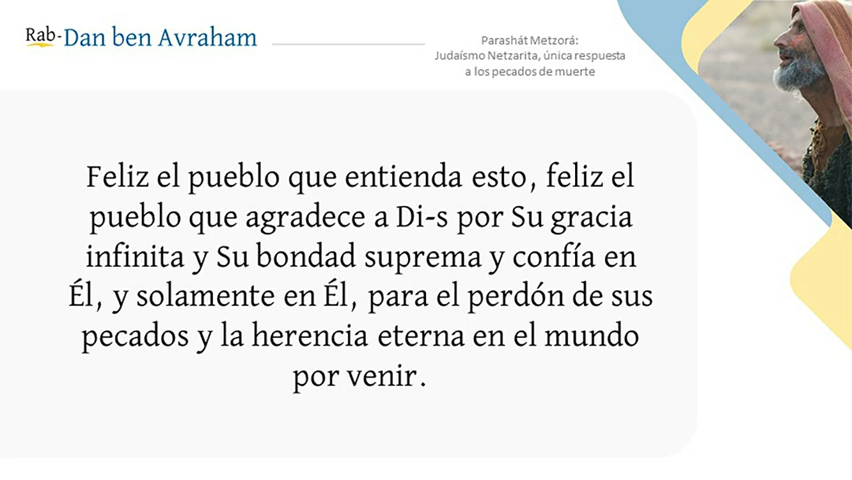 Rab-Dan ben Avraham
Parashát Metzorá:
Judaísmo Netzarita, única respuesta
a los pecados de muerte
Feliz el pueblo que entienda esto, feliz el
pueblo que agradece a Di-s por Su gracia
infinita y Su bondad suprema y confía en
Él, y solamente en Él, para el perdón de sus
pecados y la herencia eterna en el mundo
por venir.